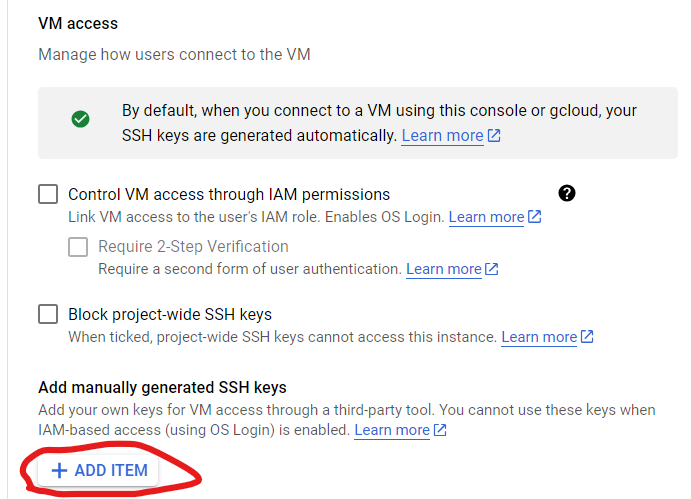 VM access
Manage how users connect to the VM
By default, when you connect to a VM using this console or gcloud, your
SSH keys are generated automatically. Learn more
Control VM access through IAM permissions
Link VM access to the user's IAM role. Enables OS Login. Learn more
Require 2-Step Verification
Require a second form of user authentication. Learn more
Block project-wide SSH keys
When ticked, project-wide SSH keys cannot access this instance. Learn more
Add manually generated SSH keys
Add your own keys for VM access through a third-party tool. You cannot use these keys when
IAM-based access (using OS Login) is enabled. Learn more
+ ADD ITEM